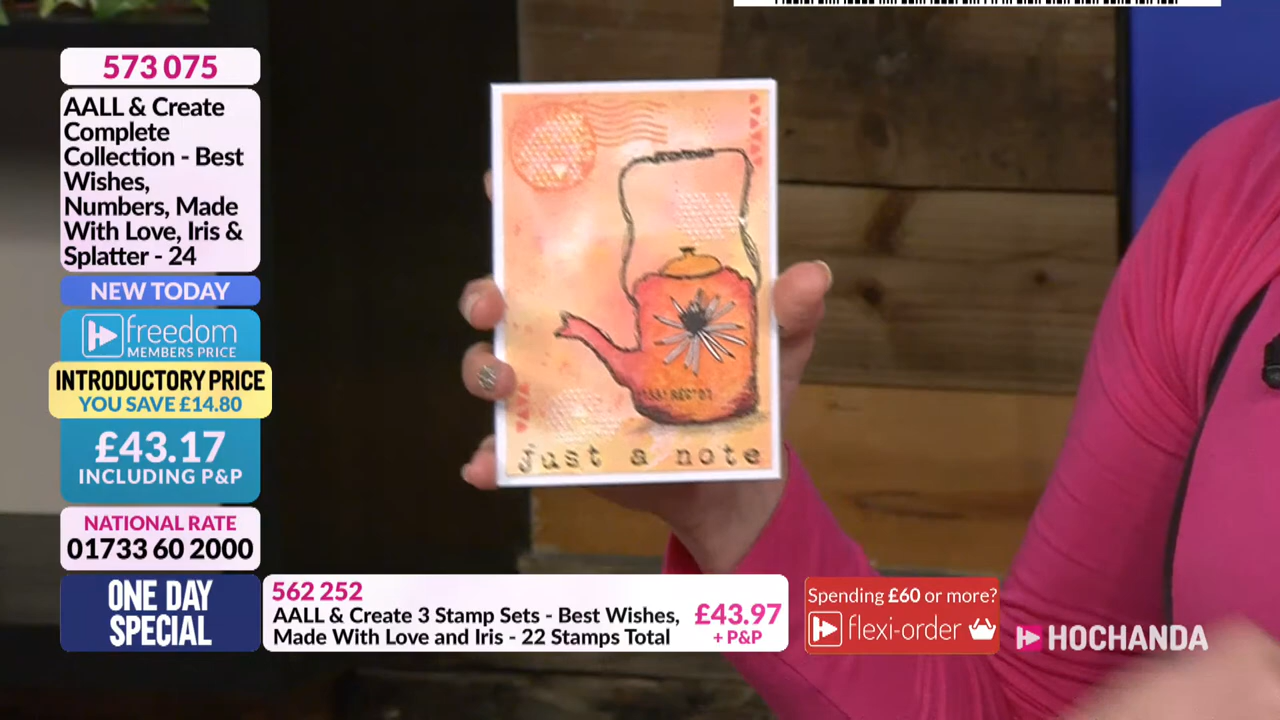 573 075
AALL & Create
Complete
Collection - Best
Wishes,
Numbers, Made
With Love, Iris &
Splatter - 24
NEW TODAY
freedom
MEMBERS PRICE
INTRODUCTORY PRICE
YOU SAVE £14.80
£43.17
INCLUDING P&P
NATIONAL RATE
01733 60 2000
ONE DAY
SPECIAL
562 252
AALL & Create 3 Stamp Sets - Best Wishes,
Made With Love and Iris - 22 Stamps Total
£43.97
+ P&P
Spending £60 or more?
flexi-order
HOCHANDA
just a note